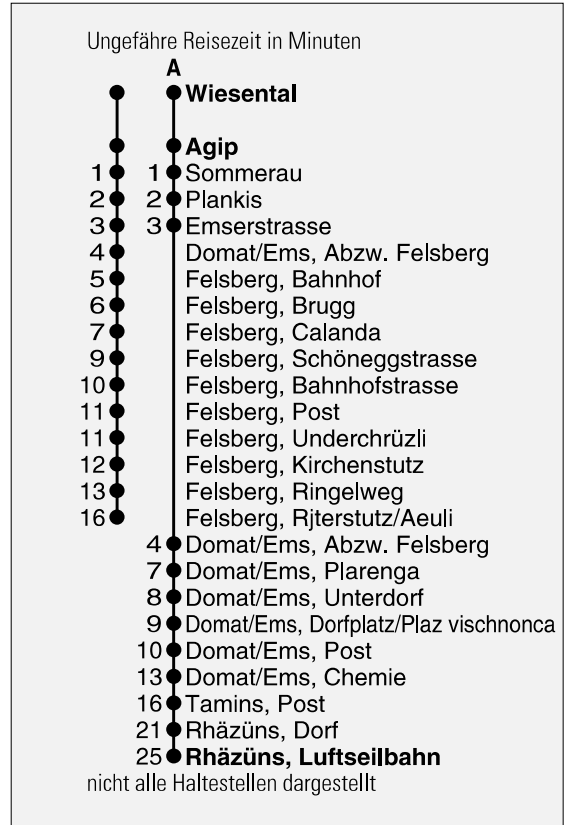 Ungefähre Reisezeit in Minuten
A
Wiesental
Agip
1 1 Sommerau
2 2 Plankis
3 3 Emserstrasse
4 Domat/Ems, Abzw. Felsberg
5 Felsberg, Bahnhof
6 Felsberg, Brugg
7 Felsberg, Calanda
9 Felsberg, Schöneggstrasse
10 Felsberg, Bahnhofstrasse
11 Felsberg, Post
11 Felsberg, Underchrüzli
12 Felsberg, Kirchenstutz
13 Felsberg, Ringelweg
16 Felsberg, Rjterstutz/Aeuli
4 Domat/Ems, Abzw. Felsberg
7 Domat/Ems, Plarenga
8 Domat/Ems, Unterdorf
9 Domat/Ems, Dorfplatz/Plaz vischnonca
10 Domat/Ems, Post
13 Domat/Ems, Chemie
16 Tamins, Post
21 Rhäzüns, Dorf
25 Rhäzüns, Luftseilbahn
nicht alle Haltestellen dargestellt